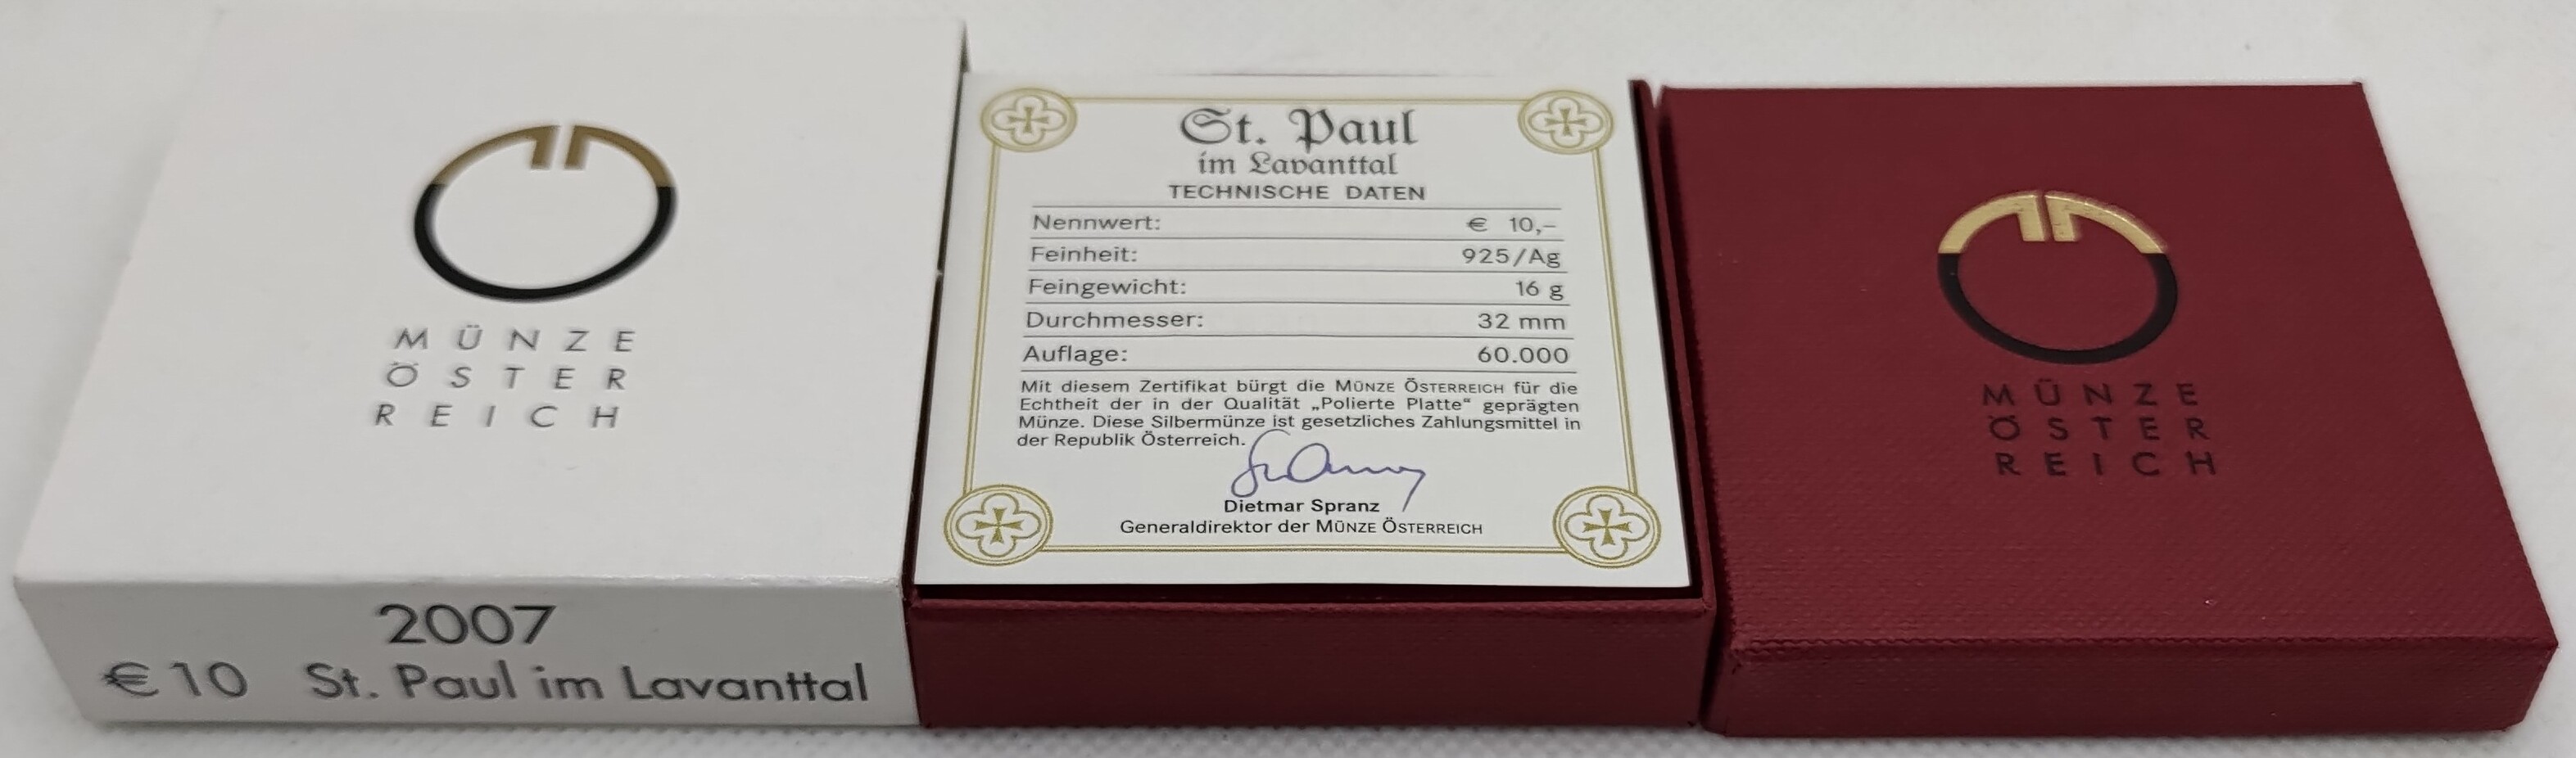 MÜNZE
ÖSTER
REICH
2007
€10 St. Paul im Lavanttal
St. Paul
im Lavanttal
TECHNISCHE DATEN
Nennwert: € 10,–
Feinheit: 925/Ag
Feingewicht: 16 g
Durchmesser: 32 mm
Auflage: 60.000
Mit diesem Zertifikat bürgt die MÜNZE ÖSTERREICH für die
Echtheit der in der Qualität „Polierte Platte“ geprägten
Münze. Diese Silbermünze ist gesetzliches Zahlungsmittel in
der Republik Österreich.
Dietmar Spranz
Generaldirektor der MÜNZE ÖSTERREICH
MÜNZE
ÖSTER
REICH